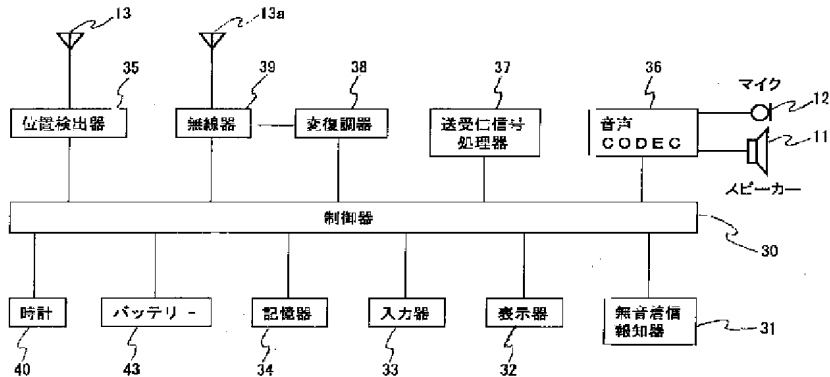 13
13a
35
39
38
37
36
マイク
12
位置検出器
無線器
変復調器
送受仁信号
処理器
音声
CODEC
11
スピーカー
制御器
30
時計
バッテリー
記憶器
入力器
表示器
無音着信
報知器
40
43
34
33
32
31